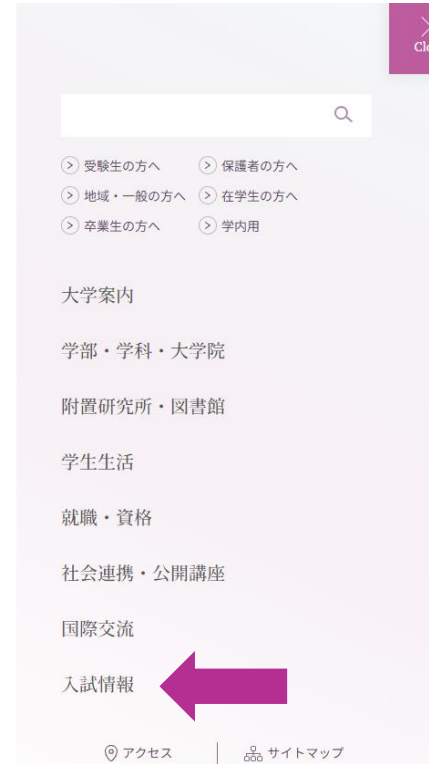 受験生の方へ 保護者の方へ
地域・一般の方へ 在学生の方へ
卒業生の方へ 学内用
大学案内
学部・学科・大学院
附置研究所・図書館
学生生活
就職・資格
社会連携・公開講座
国際交流
入試情報
アクセス サイトマップ